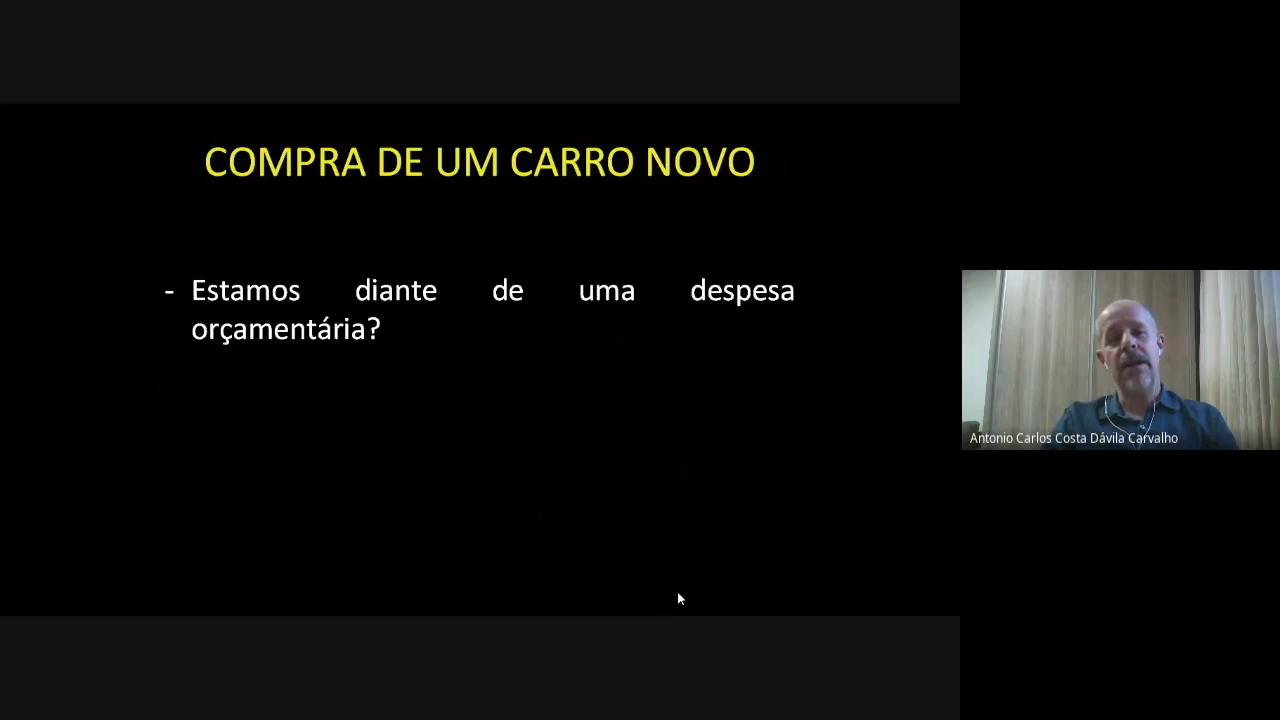 COMPRA DE UM CARRO NOVO
- Estamos diante de uma despesa
orçamentária?
Antonio Carlos Costa Dávila Carvalho